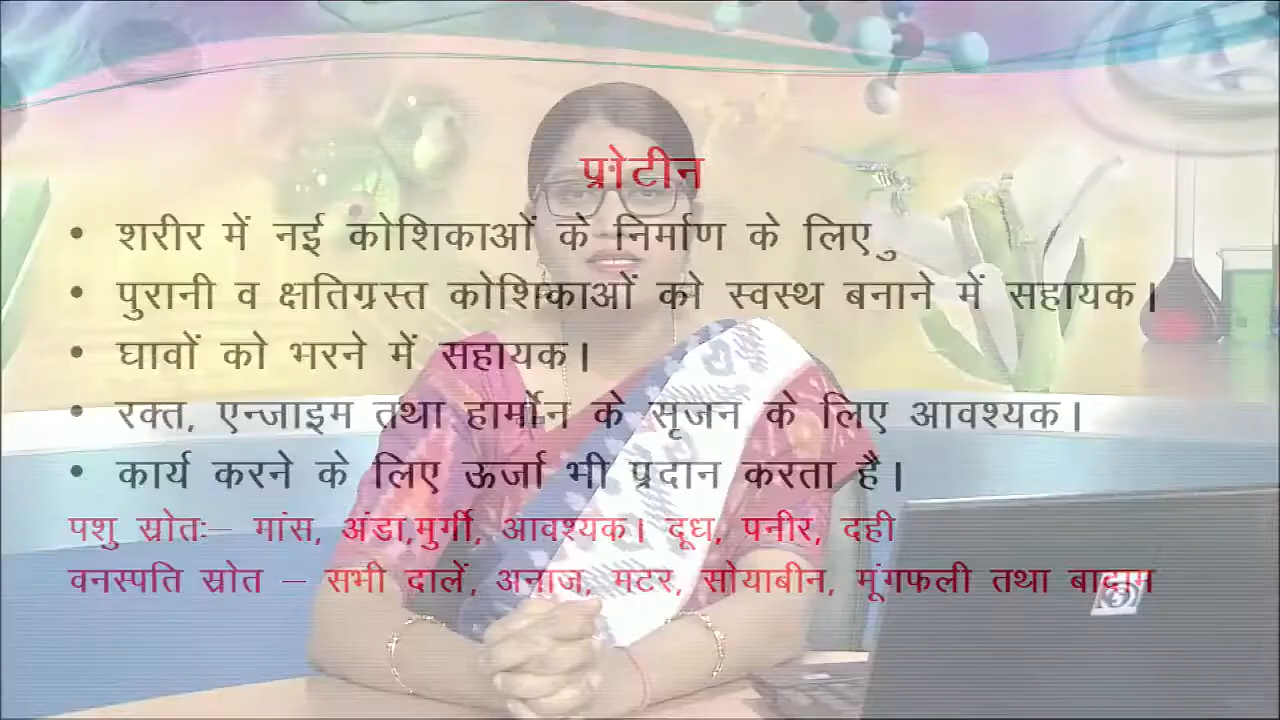 प्रोटीन
• शरीर में नई कोशिकाओं के निर्माण के लिए
• पुरानी व क्षतिग्रस्त कोशिकाओं को स्वस्थ बनाने में सहायक।
• घावों को भरने में सहायक।
• रक्त, एन्जाइम तथा हार्मोन के सृजन के लिए आवश्यक।
• कार्य करने के लिए ऊर्जा भी प्रदान करता है।
पशु स्रोतः– मांस, अंडा,मुर्गी, आवश्यक। दूध, पनीर, दही
वनस्पति स्रोत – सभी दालें, अनाज, मटर, सोयाबीन, मूंगफली तथा बादाम